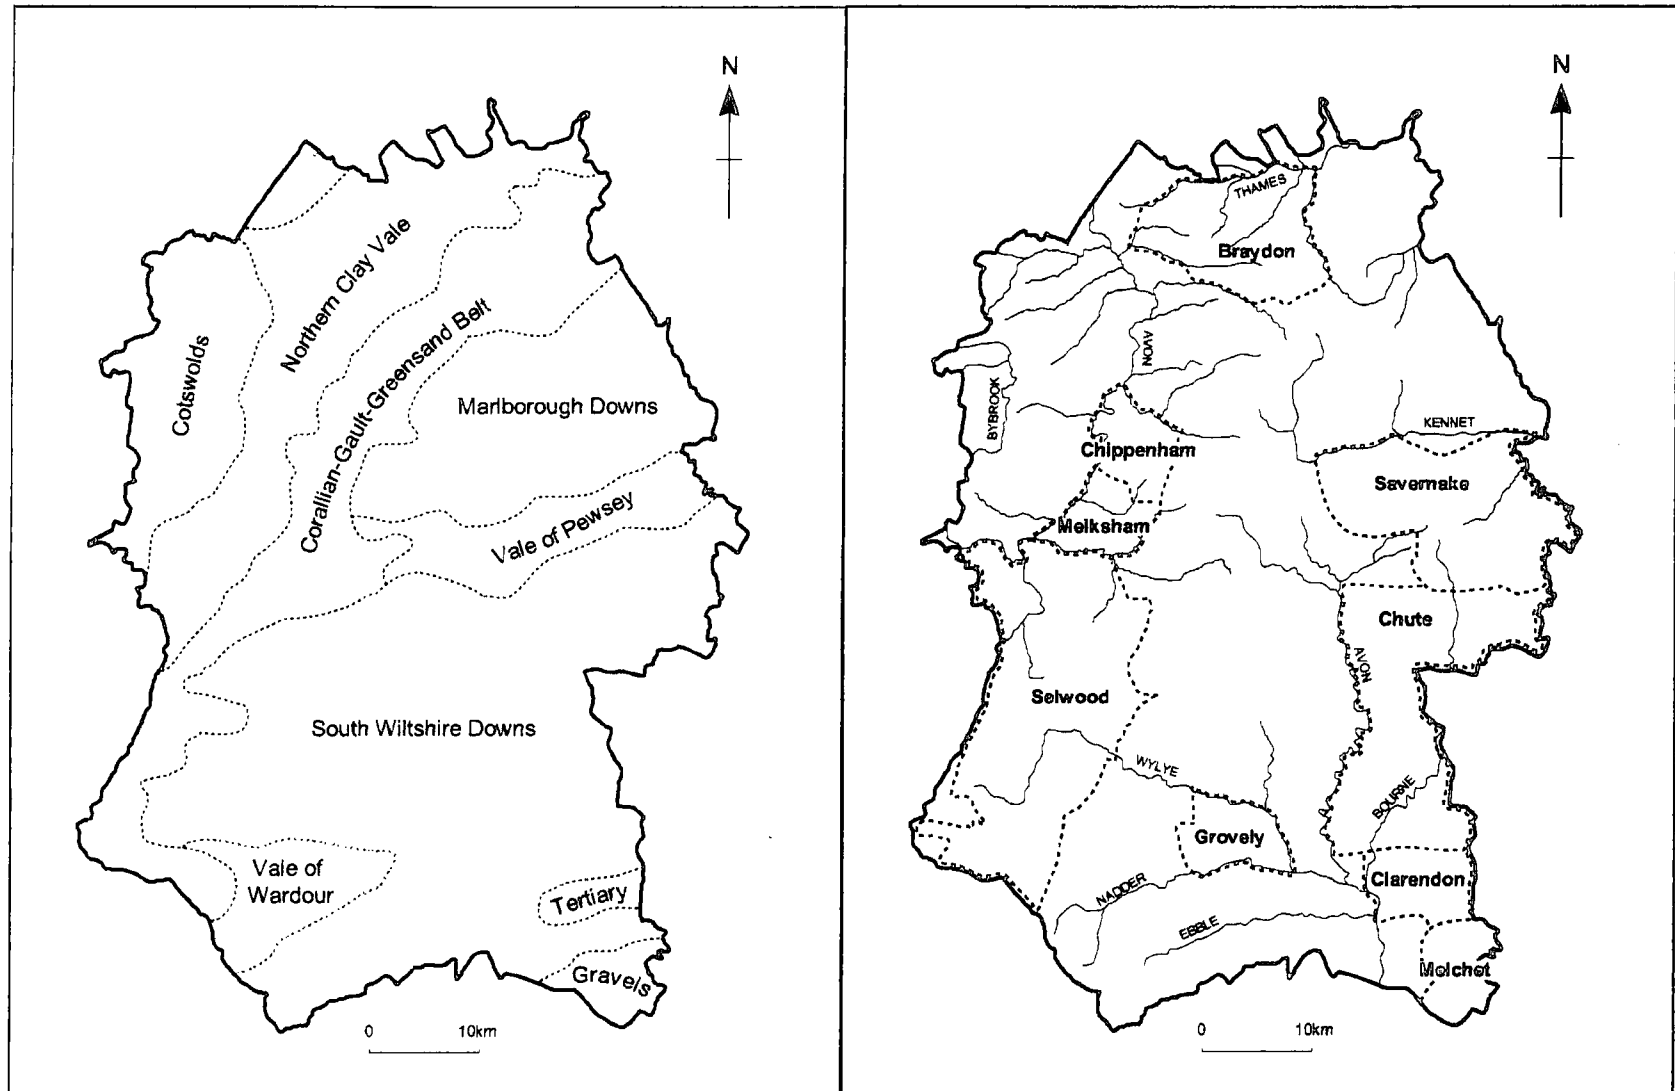 N
Northern Clay Vale
Cotswolds
Corallian-Gault-Greensand Belt
Marlborough Downs
Vale of Pewsey
South Wiltshire Downs
Vale of
Wardour
Tertiary
Gravels
0 10km
N
THAMES
Braydon
AVON
BYBROOK
KENNET
Chippenham
Savernake
Melksham
Chute
AVON
Selwood
WYLYE
BOURNE
Grovely
Clarendon
NADDER
EBBLE
Melchet
0 10km